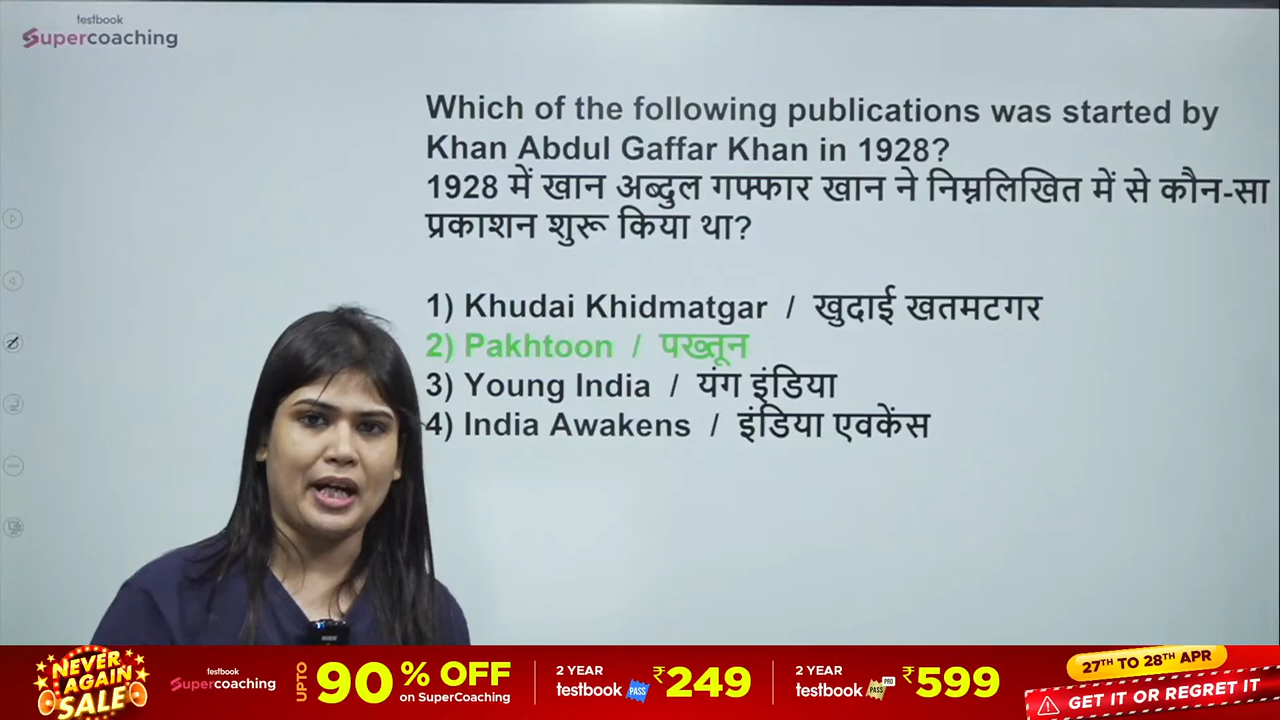 testbook
Supercoaching
Which of the following publications was started by
Khan Abdul Gaffar Khan in 1928?
1928 में खान अब्दुल गफ्फार खान ने निम्नलिखित में से कौन-सा
प्रकाशन शुरू किया था?
1) Khudai Khidmatgar / खुदाई खतमटगर
2) Pakhtoon / पख्तून
3) Young India / यंग इंडिया
4) India Awakens / इंडिया एवकेंस
NEVER
AGAIN
SALE
testbook
Supercoaching
UPTO
90% OFF
on SuperCoaching
2 YEAR
testbook PASS
₹249
2 YEAR
testbook PASS PRO
₹599
27TH TO 28TH APR
GET IT OR REGRET IT